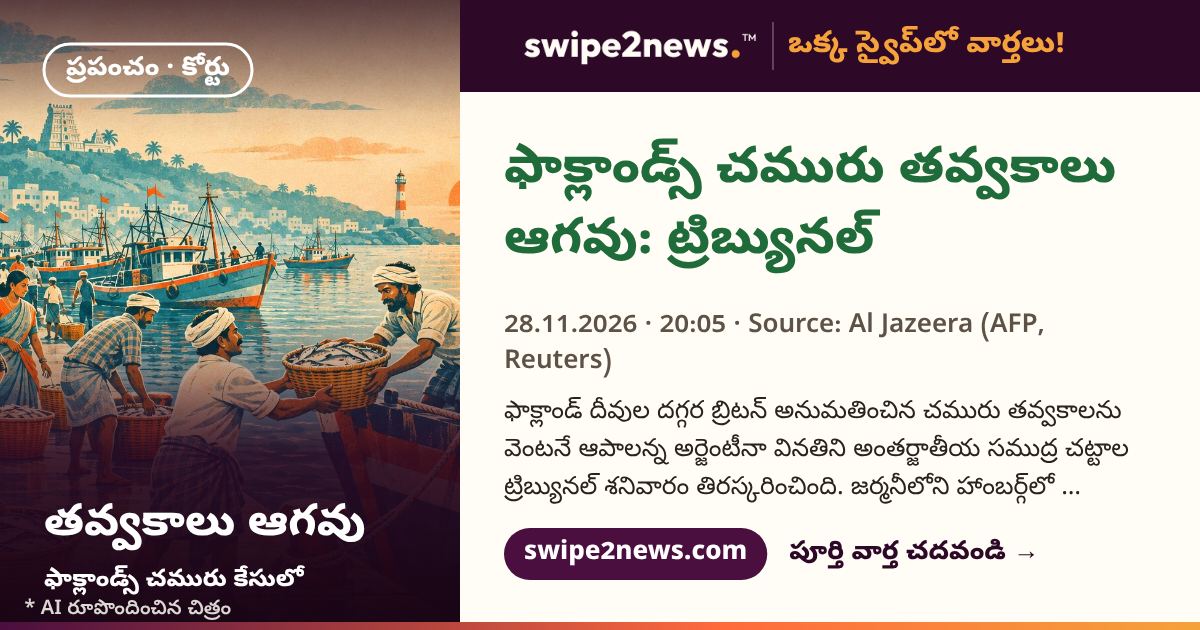 ప్రపంచం · కోర్టు
తవ్వకాలు ఆగవు
ఫాక్లాండ్స్ చమురు కేసులో
* AI రూపొందించిన చిత్రం
swipe2news.™ ఒక్క స్వైప్‌లో వార్తలు!
ఫాక్లాండ్స్ చమురు తవ్వకాలు
ఆగవు: ట్రిబ్యునల్
28.11.2026 · 20:05 · Source: Al Jazeera (AFP,
Reuters)
ఫాక్లాండ్ దీవుల దగ్గర బ్రిటన్ అనుమతించిన చమురు తవ్వకాలను
వెంటనే ఆపాలన్న అర్జెంటీనా వినతిని అంతర్జాతీయ సముద్ర చట్టాల
ట్రిబ్యునల్ శనివారం తిరస్కరించింది. జర్మనీలోని హాంబర్గ్‌లో ...
swipe2news.com పూర్తి వార్త చదవండి →